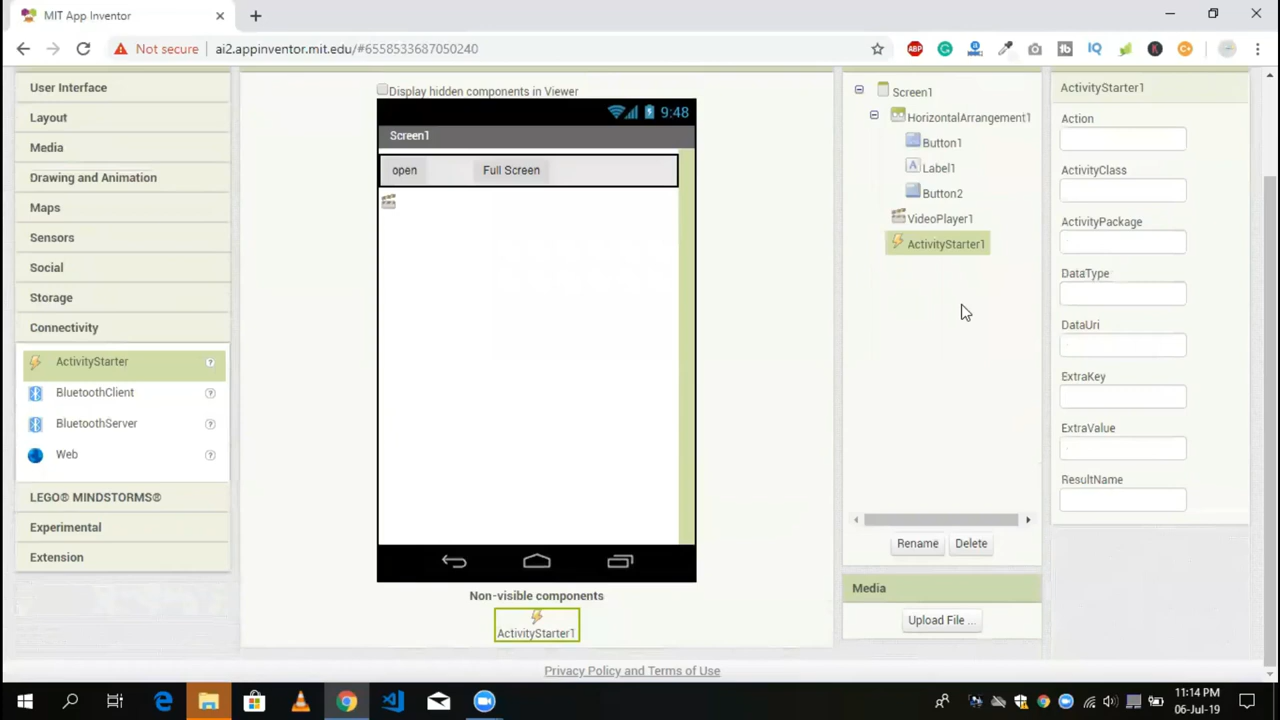 MIT App Inventor
Not secure
ai2.appinventor.mit.edu/#6558533687050240
ABP
IQ
K
User Interface
Layout
Media
Drawing and Animation
Maps
Sensors
Social
Storage
Connectivity
ActivityStarter
?
BluetoothClient
?
BluetoothServer
?
Web
?
LEGO® MINDSTORMS®
Experimental
Extension
Display hidden components in Viewer
9:48
Screen1
open
Full Screen
Non-visible components
ActivityStarter1
Screen1
HorizontalArrangement1
Button1
A
Label1
Button2
VideoPlayer1
ActivityStarter1
Rename
Delete
Media
Upload File ...
ActivityStarter1
Action
ActivityClass
ActivityPackage
DataType
DataUri
ExtraKey
ExtraValue
ResultName
Privacy Policy and Terms of Use
11:14 PM
06-Jul-19